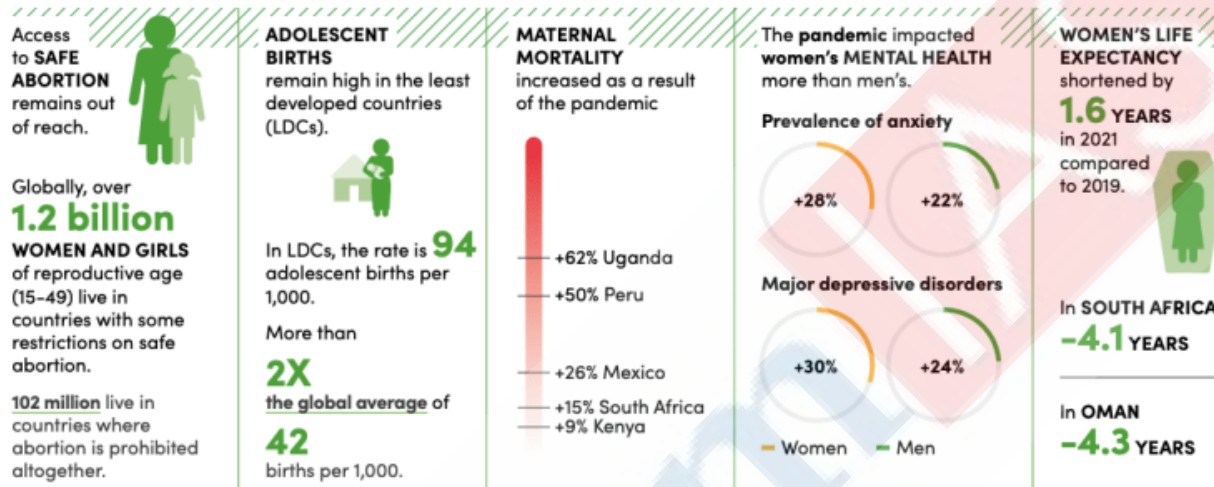 Access
to SAFE
ABORTION
remains out
of reach.
Globally, over
1.2 billion
WOMEN AND GIRLS
of reproductive age
(15–49) live in
countries with some
restrictions on safe
abortion.
102 million live in
countries where
abortion is prohibited
altogether.
ADOLESCENT
BIRTHS
remain high in the least
developed countries
(LDCs).
In LDCs, the rate is 94
adolescent births per
1,000.
More than
2X
the global average of
42
births per 1,000.
MATERNAL
MORTALITY
increased as a result
of the pandemic
+62% Uganda
+50% Peru
+26% Mexico
+15% South Africa
+9% Kenya
The pandemic impacted
women's MENTAL HEALTH
more than men's.
Prevalence of anxiety
+28%
+22%
Major depressive disorders
+30%
+24%
Women
Men
WOMEN'S LIFE
EXPECTANCY
shortened by
1.6 YEARS
in 2021
compared
to 2019.
In SOUTH AFRICA
-4.1 YEARS
In OMAN
-4.3 YEARS